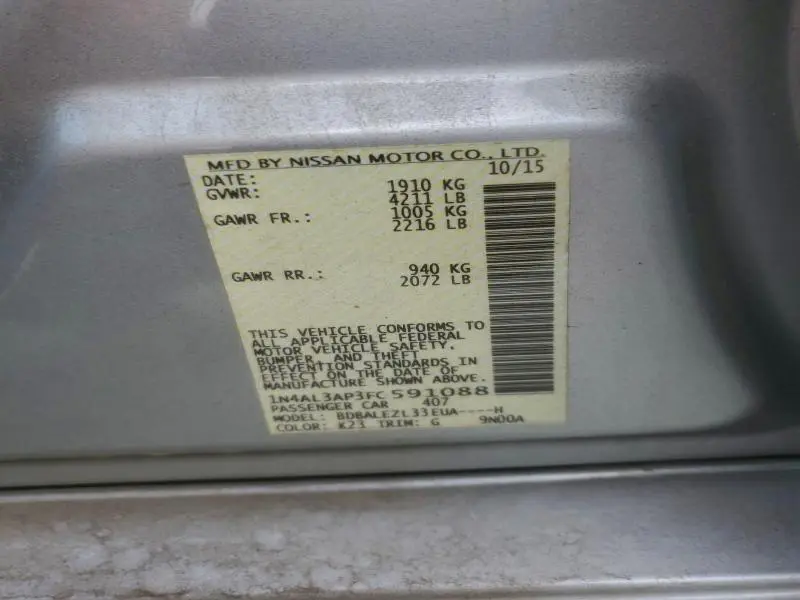 MFD BY NISSAN MOTOR CO., LTD.
DATE: 10/15
GVWR: 1910 KG
4211 LB
GAWR FR.: 1005 KG
2216 LB
GAWR RR.: 940 KG
2072 LB
THIS VEHICLE CONFORMS TO
ALL APPLICABLE FEDERAL
MOTOR VEHICLE SAFETY,
BUMPER, AND THEFT
PREVENTION STANDARDS IN
EFFECT ON THE DATE OF
MANUFACTURE SHOWN ABOVE.
1N4AL3AP3FC591088
PASSENGER CAR 407
MODEL: BDBALEZL33EUA----H
COLOR: K23 TRIM: G 9N00A